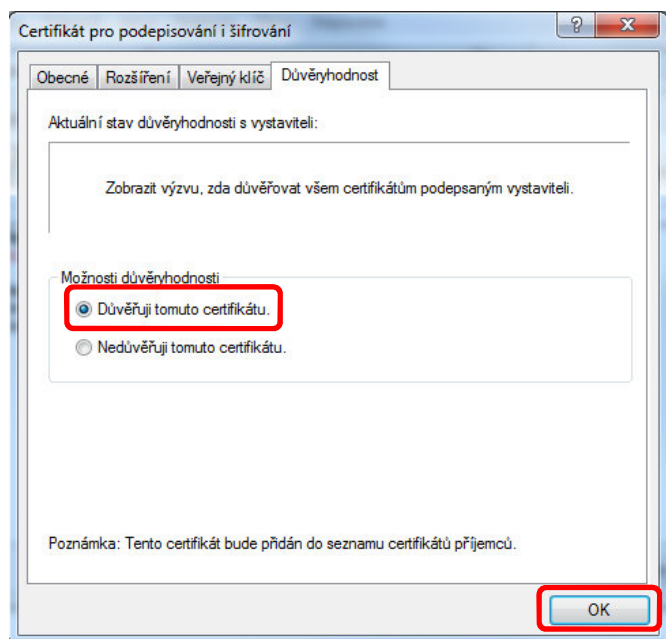 Certifikát pro podepisování i šifrování
Obecné Rozšíření Veřejný klíč Důvěryhodnost
Aktuální stav důvěryhodnosti s vystaviteli:
Zobrazit výzvu, zda důvěřovat všem certifikátům podepsaným vystaviteli.
Možnosti důvěryhodnosti
Důvěřuji tomuto certifikátu.
Nedůvěřuji tomuto certifikátu.
Poznámka: Tento certifikát bude přidán do seznamu certifikátů příjemců.
OK